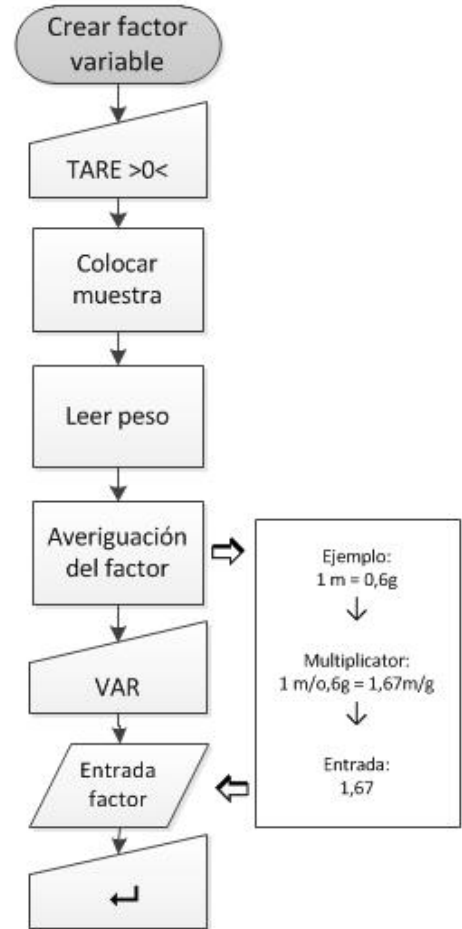 Crear factor
variable
TARE >0<
Colocar
muestra
Leer peso
Averiguación
del factor
Ejemplo:
1 m = 0,6g
Multiplicator:
1 m/o,6g = 1,67m/g
Entrada:
1,67
VAR
Entrada
factor